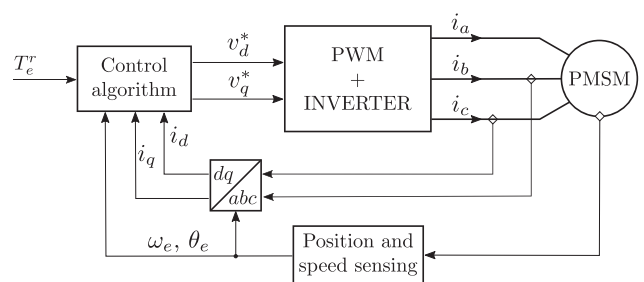 T_e^r
Control
algorithm
v_d^*
v_q^*
PWM
+
INVERTER
i_a
i_b
i_c
PMSM
i_q
i_d
dq
abc
ω_e, θ_e
Position and
speed sensing